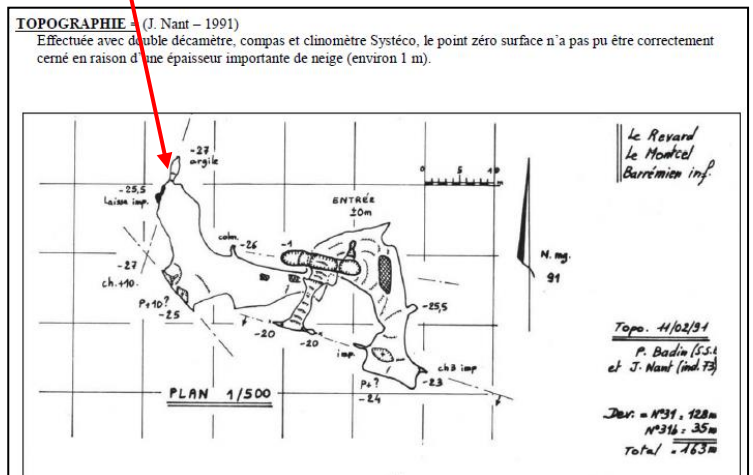 TOPOGRAPHIE = (J. Nant – 1991)
Effectuée avec double décamètre, compas et clinomètre Systéco, le point zéro surface n'a pas pu être correctement
cerné en raison d'une épaisseur importante de neige (environ 1 m).
Le Revard
Le Montcel
Barrémien inf.
-27
argile
0 5 10
-25,5
Laisse imp.
ENTRÉE
±0m
colm.
-26
-1
N. mg.
91
-27
ch.+10.
P+10?
-25
-25,5
-20
-20
imp.
ch3 imp
-23
P4?
-24
PLAN 1/500
Topo. 11/02/91
P. Badin (S.S.
et J. Nant (ind. 73)
Dev: = N°31 : 128m
N°31b : 35m
Total = 163m